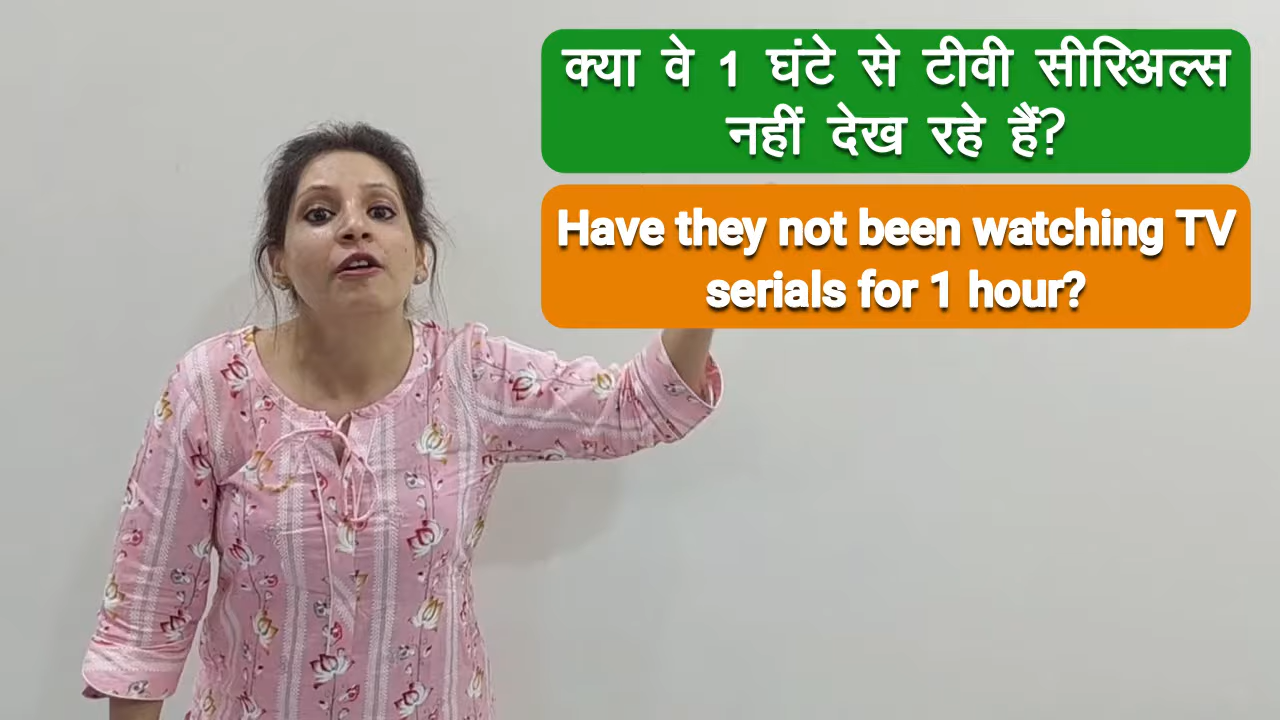 क्या वे 1 घंटे से टीवी सीरिअल्स
नहीं देख रहे हैं?
Have they not been watching TV
serials for 1 hour?